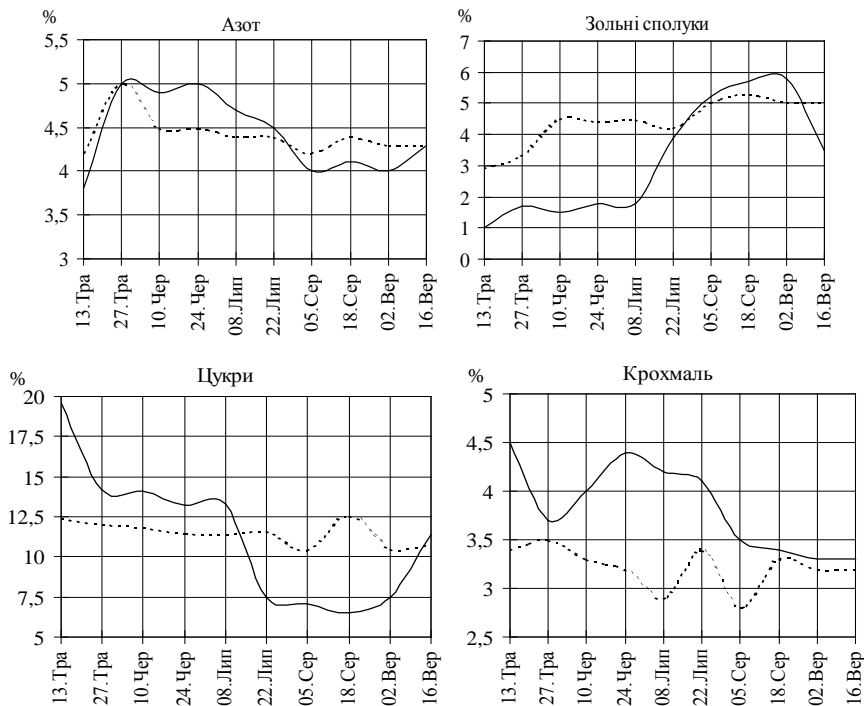 %
Азот
5,5
5
4,5
4
3,5
3
13.Тра
27.Тра
10.Чер
24.Чер
08.Лип
22.Лип
05.Сер
18.Сер
02.Вер
16.Вер
%
Зольні сполуки
7
6
5
4
3
2
1
0
13.Тра
27.Тра
10.Чер
24.Чер
08.Лип
22.Лип
05.Сер
18.Сер
02.Вер
16.Вер
%
Цукри
20
17,5
15
12,5
10
7,5
5
13.Тра
27.Тра
10.Чер
24.Чер
08.Лип
22.Лип
05.Сер
18.Сер
02.Вер
16.Вер
%
Крохмаль
5
4,5
4
3,5
3
2,5
13.Тра
27.Тра
10.Чер
24.Чер
08.Лип
22.Лип
05.Сер
18.Сер
02.Вер
16.Вер